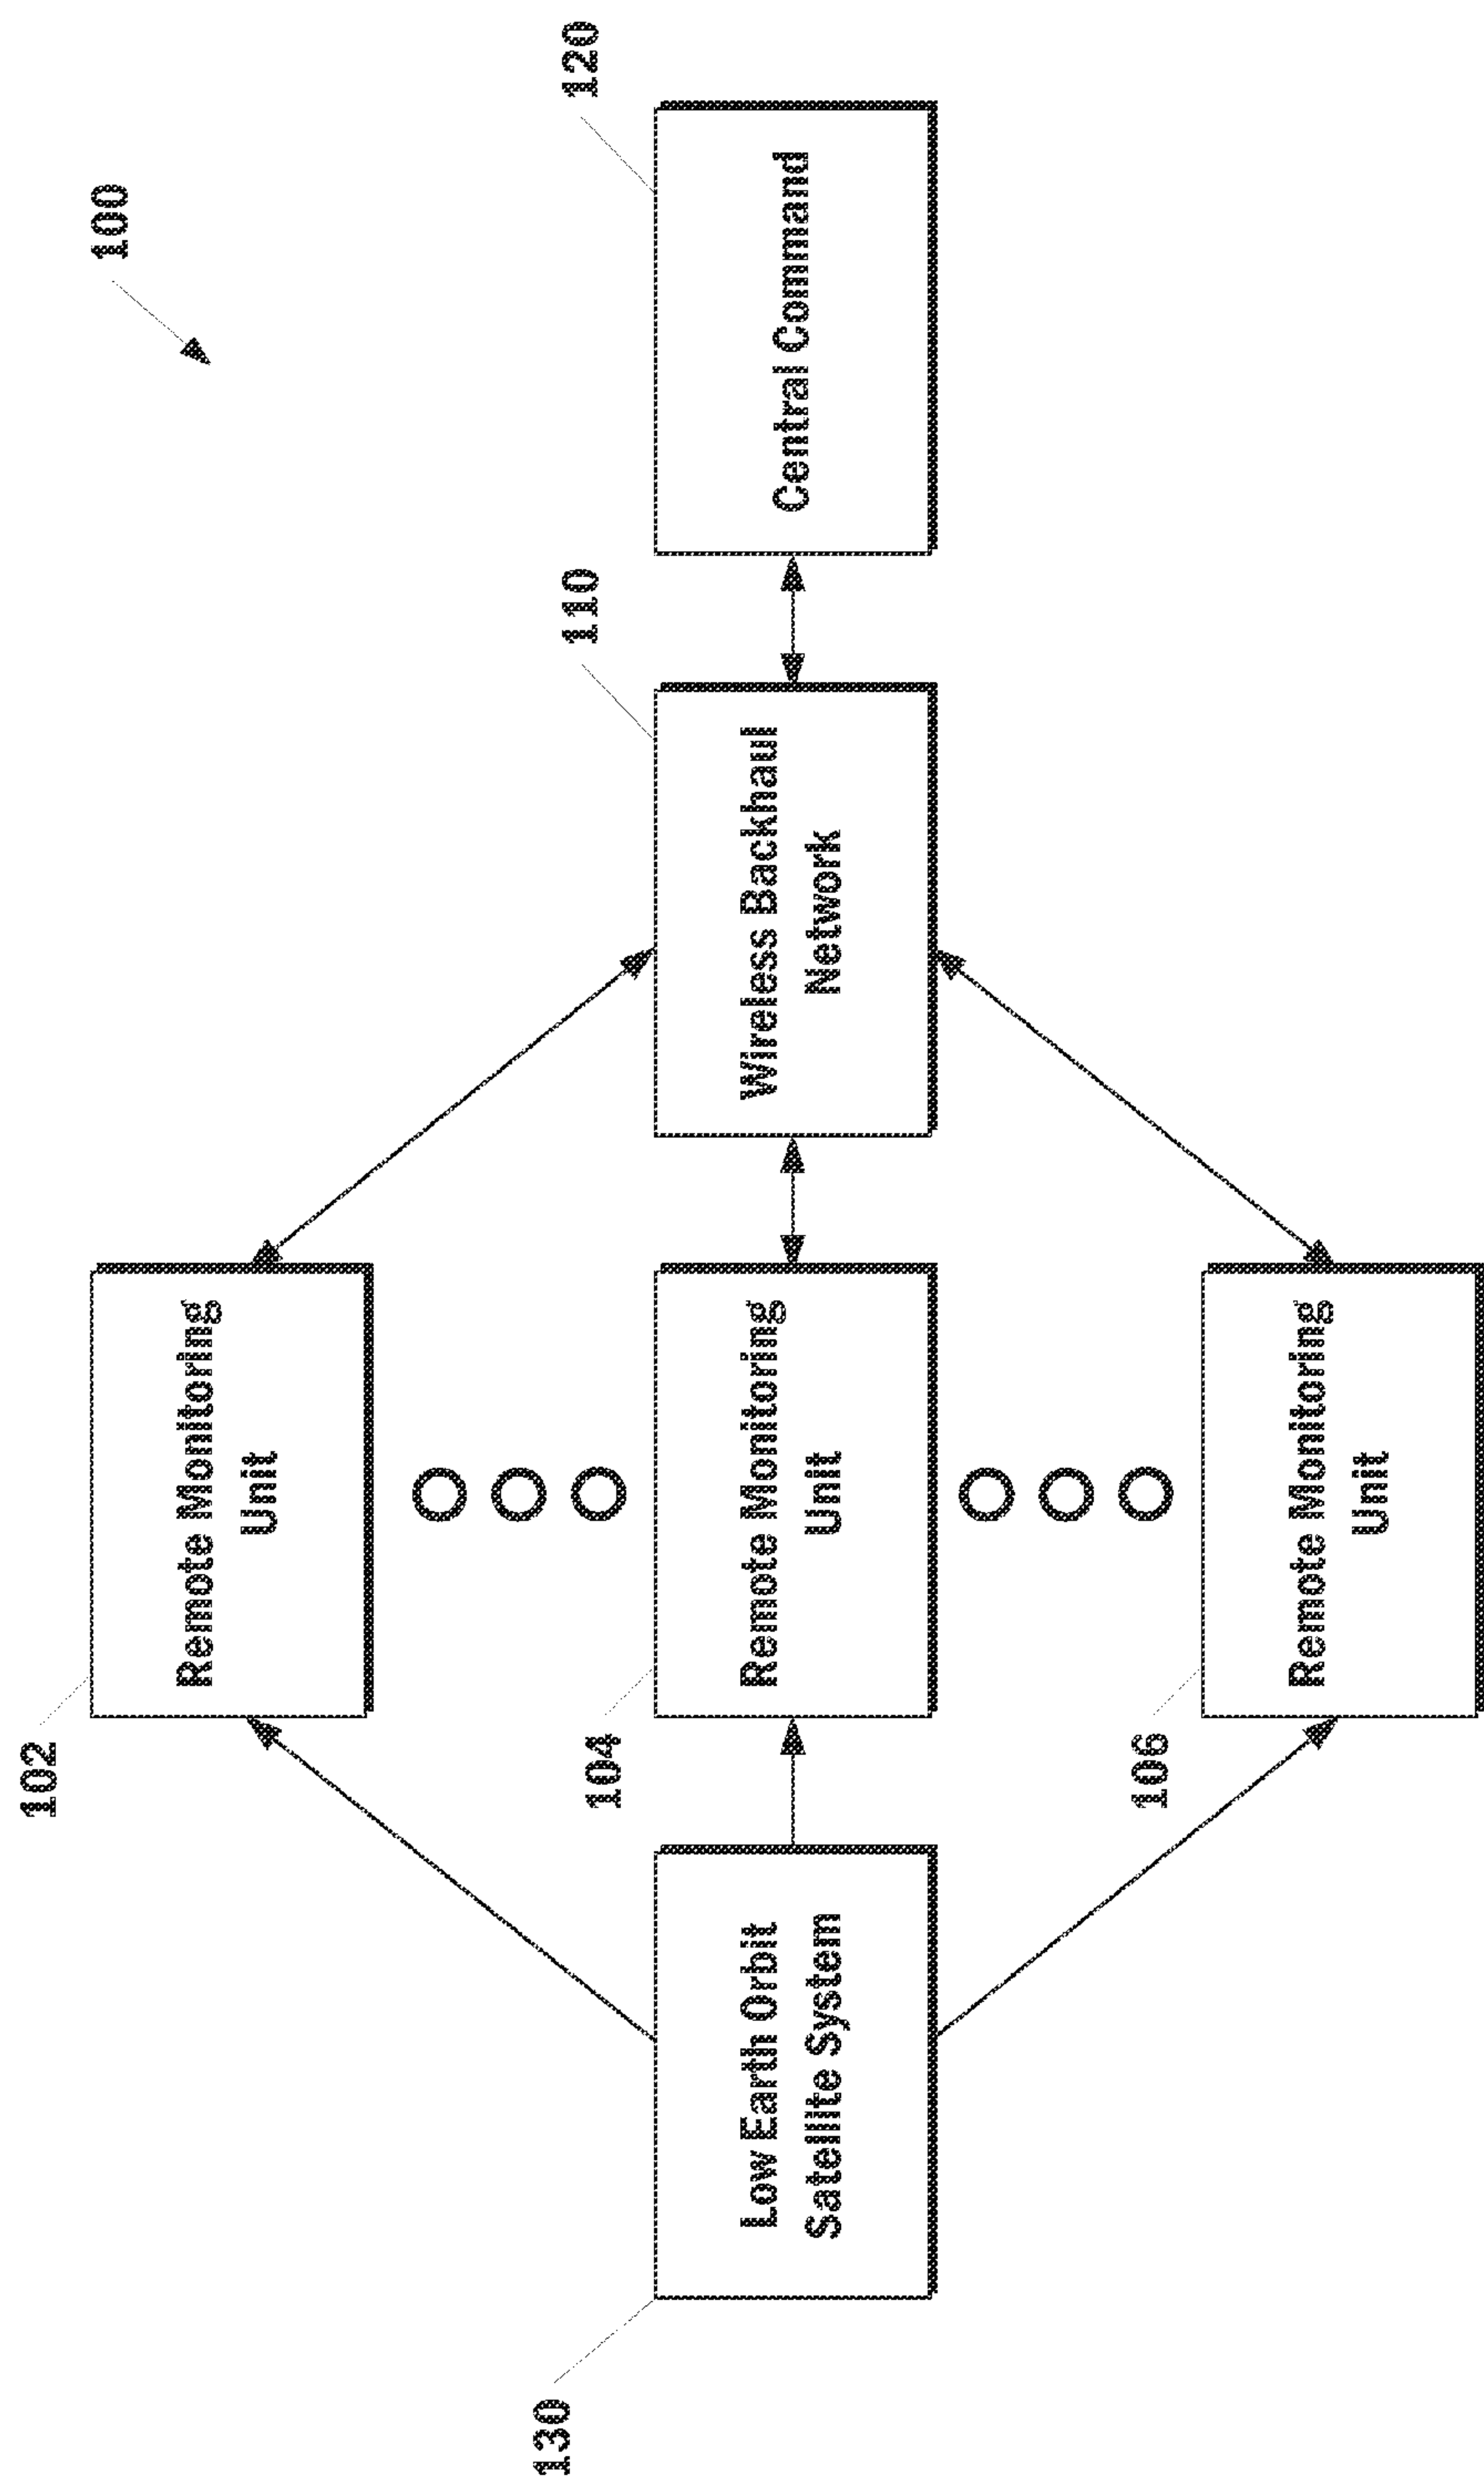 100
102
Remote Monitoring
Unit
130
Low Earth Orbit
Satellite System
104
Remote Monitoring
Unit
110
Wireless Backhaul
Network
120
Central Command
106
Remote Monitoring
Unit